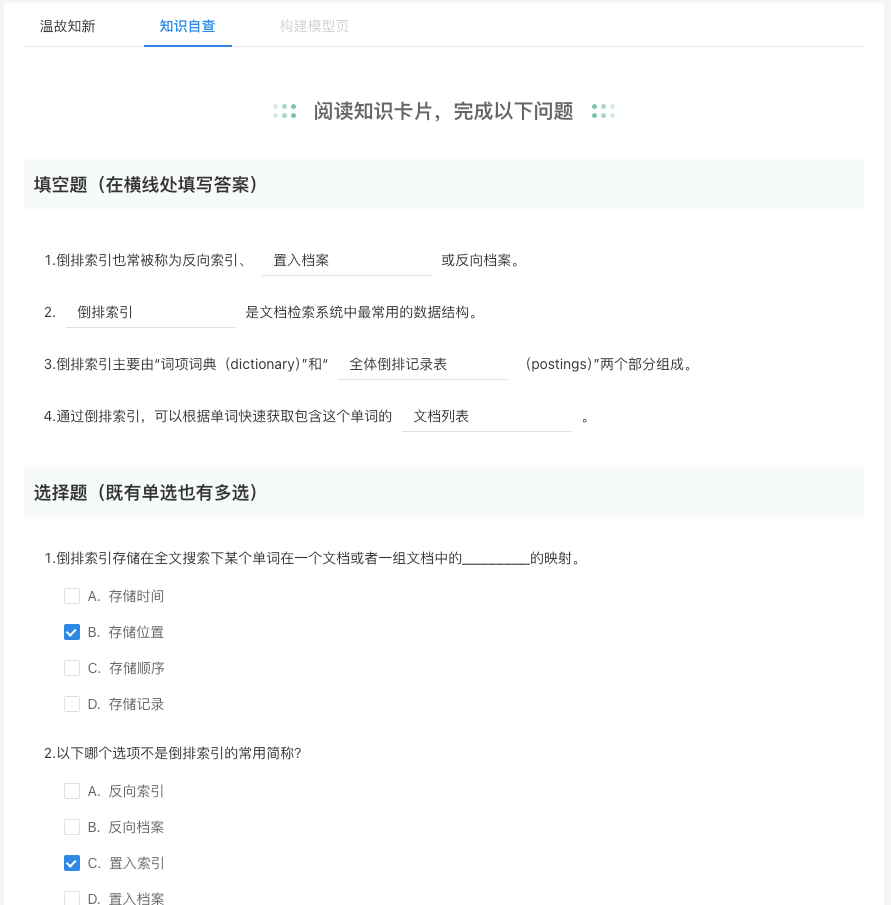 温故知新 知识自查 构建模型页
阅读知识卡片，完成以下问题
填空题（在横线处填写答案）
1.倒排索引也常被称为反向索引、 置入档案 或反向档案。
2. 倒排索引 是文档检索系统中最常用的数据结构。
3.倒排索引主要由“词项词典（dictionary）”和“ 全体倒排记录表 （postings）”两个部分组成。
4.通过倒排索引，可以根据单词快速获取包含这个单词的 文档列表 。
选择题（既有单选也有多选）
1.倒排索引存储在全文搜索下某个单词在一个文档或者一组文档中的_________的映射。
A. 存储时间
B. 存储位置
C. 存储顺序
D. 存储记录
2.以下哪个选项不是倒排索引的常用简称?
A. 反向索引
B. 反向档案
C. 置入索引
D. 置入档案